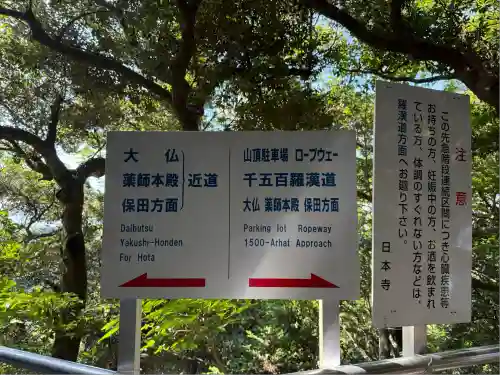 大仏
薬師本殿
保田方面
近道
Daibutsu
Yakushi-Honden
For Hota
山頂駐車場 ロープウェー
千五百羅漢道
大仏 薬師本殿 保田方面
Parking lot Ropeway
1500-Arhat Approach
注意
この先急階段連続区間につき心臓疾患等
お持ちの方、妊娠中の方、お酒を飲まれ
ている方、体調のすぐれない方などは、
羅漢道方面へお廻り下さい。
日本寺